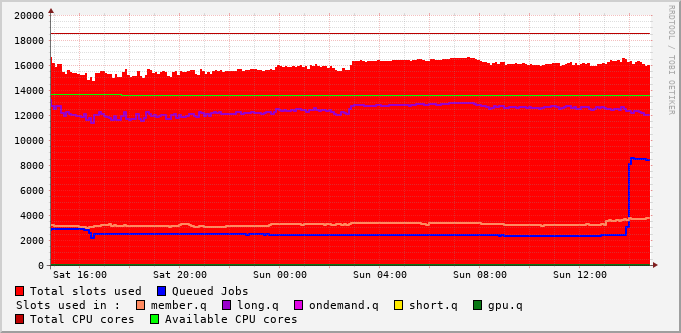 20000
18000
16000
14000
12000
10000
8000
6000
4000
2000
0
Sat 16:00 Sat 20:00 Sun 00:00 Sun 04:00 Sun 08:00 Sun 12:00
Total slots used Queued Jobs
Slots used in : member.q long.q ondemand.q short.q gpu.q
Total CPU cores Available CPU cores
RRDTOOL / TOBI OETIKER